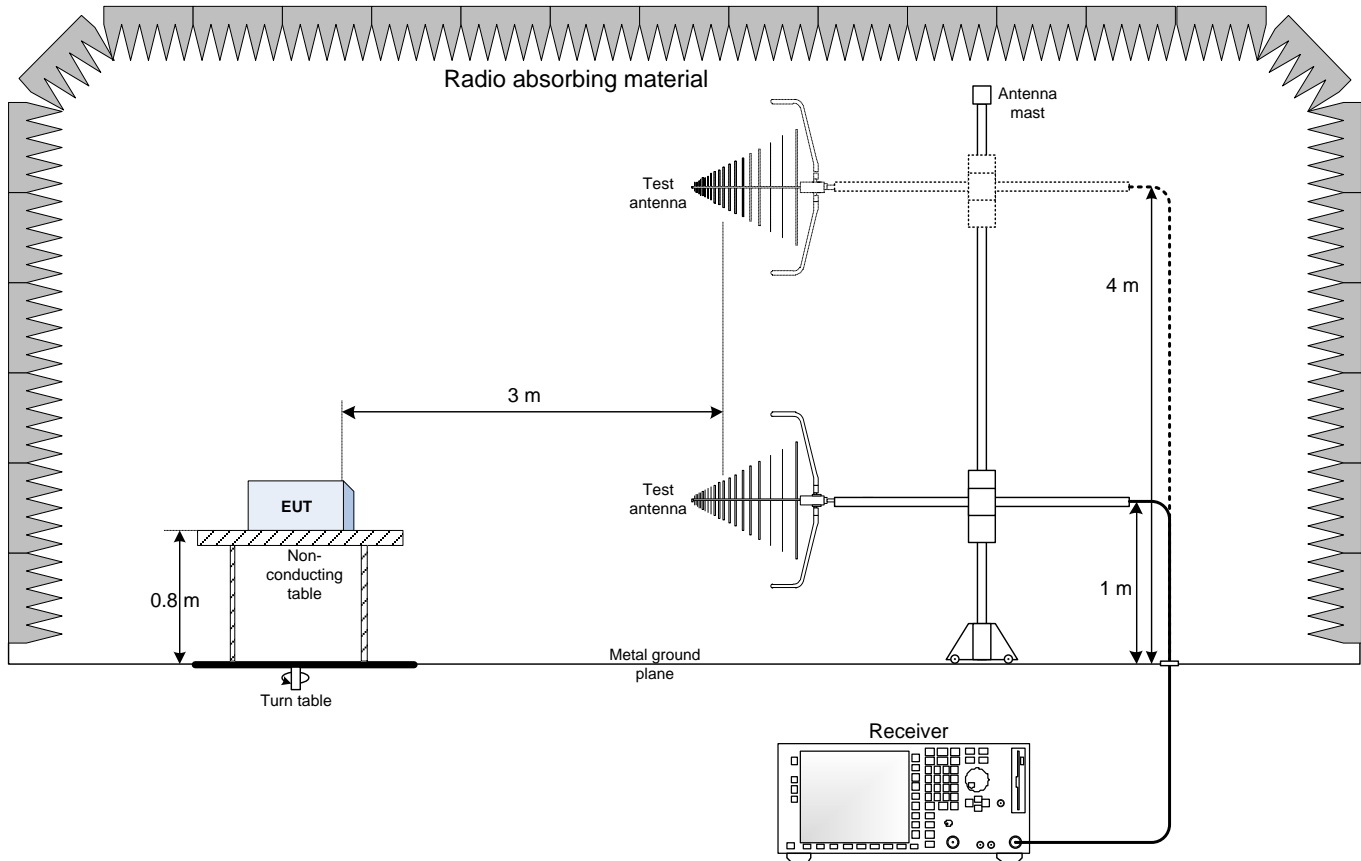 Radio absorbing material
Antenna
mast
Test
antenna
4 m
3 m
Test
antenna
EUT
Non-
conducting
table
0.8 m
1 m
Metal ground
plane
Turn table
Receiver